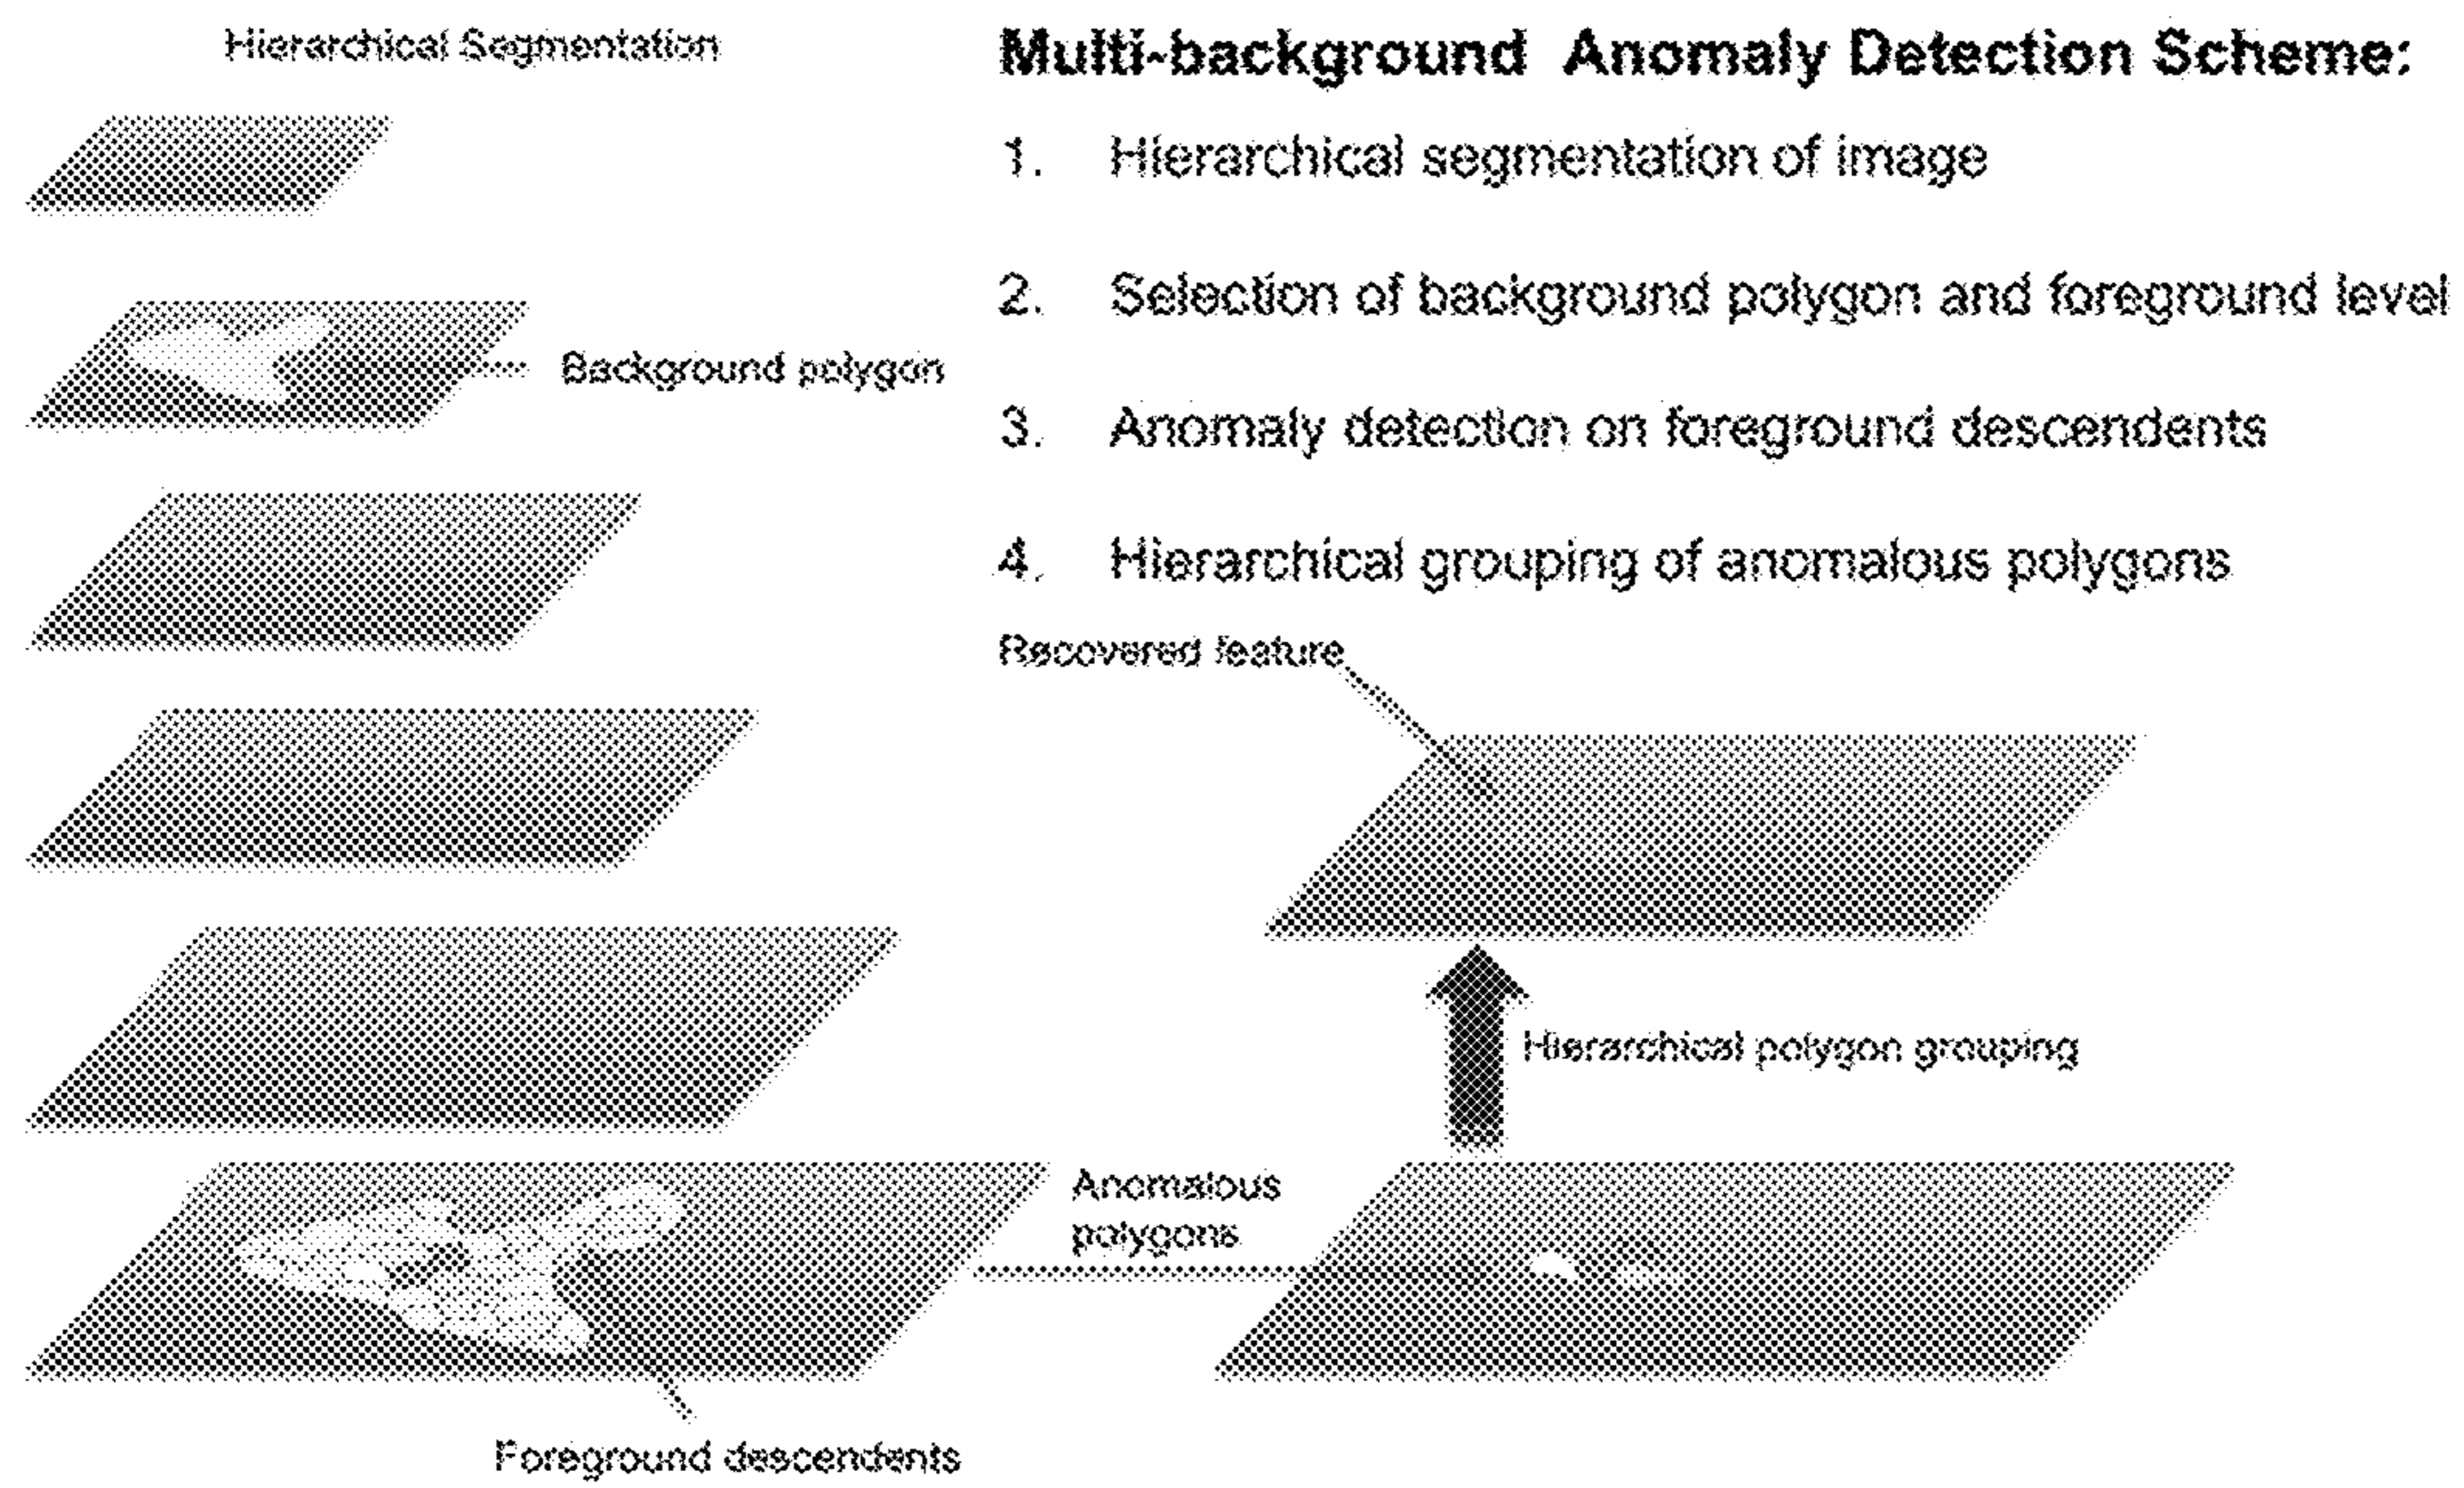 Hierarchical Segmentation
Multi-background Anomaly Detection Scheme:
1. Hierarchical segmentation of image
2. Selection of background polygon and foreground level
Background polygon
3. Anomaly detection on foreground descendents
4. Hierarchical grouping of anomalous polygons
Recovered feature
Hierarchical polygon grouping
Anomalous
polygons
Foreground descendents